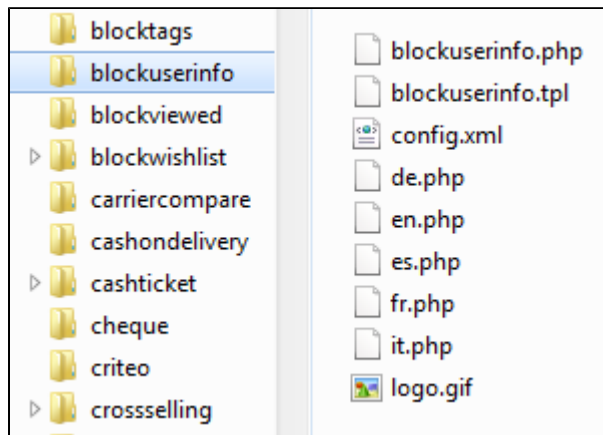 blocktags
blockuserinfo
blockviewed
blockwishlist
carriercompare
cashondelivery
cashticket
cheque
criteo
crossselling
blockuserinfo.php
blockuserinfo.tpl
config.xml
de.php
en.php
es.php
fr.php
it.php
logo.gif